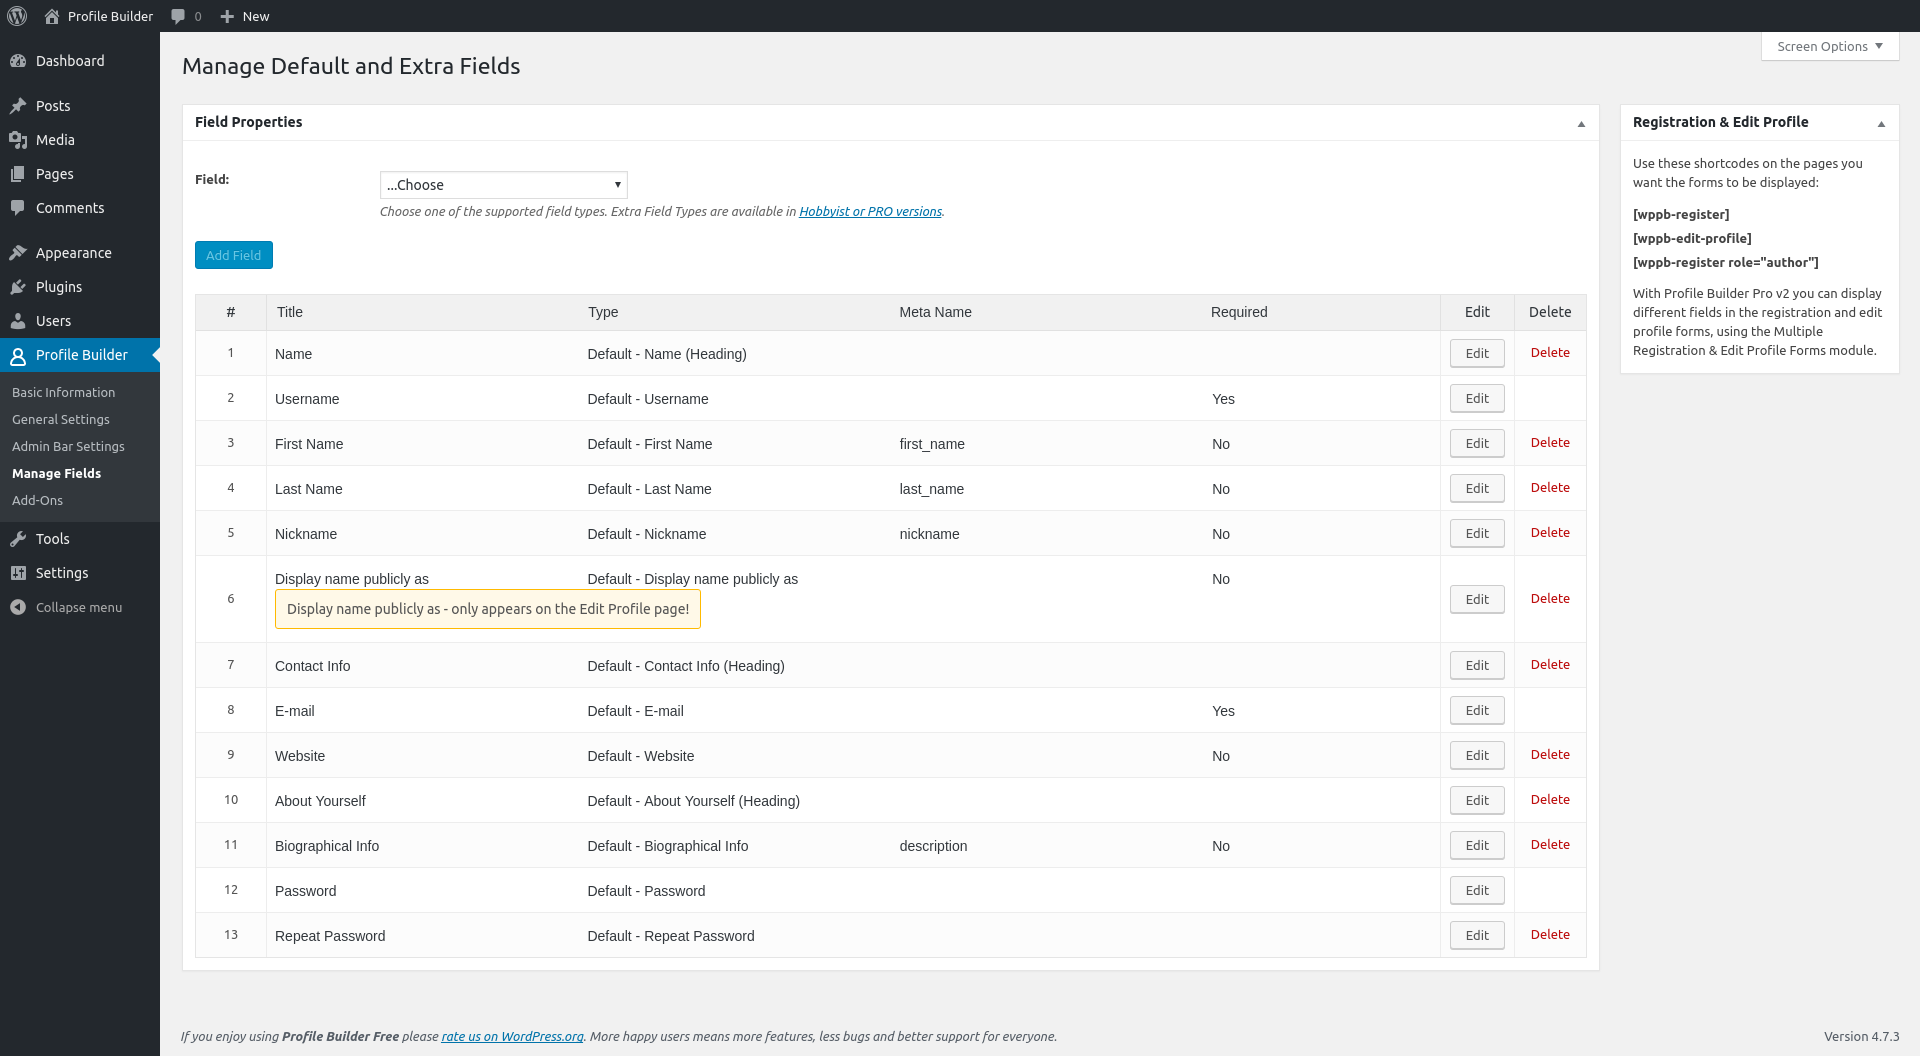 Profile Builder 0 New
Screen Options
Dashboard
Posts
Media
Pages
Comments
Appearance
Plugins
Users
Profile Builder
Basic Information
General Settings
Admin Bar Settings
Manage Fields
Add-Ons
Tools
Settings
Collapse menu
Manage Default and Extra Fields
Field Properties
Field: ...Choose
Choose one of the supported field types. Extra Field Types are available in Hobbyist or PRO versions.
Add Field
# Title Type Meta Name Required Edit Delete
1 Name Default - Name (Heading) Edit Delete
2 Username Default - Username Yes Edit
3 First Name Default - First Name first_name No Edit Delete
4 Last Name Default - Last Name last_name No Edit Delete
5 Nickname Default - Nickname nickname No Edit Delete
6 Display name publicly as Default - Display name publicly as No Edit Delete
Display name publicly as - only appears on the Edit Profile page!
7 Contact Info Default - Contact Info (Heading) Edit Delete
8 E-mail Default - E-mail Yes Edit
9 Website Default - Website No Edit Delete
10 About Yourself Default - About Yourself (Heading) Edit Delete
11 Biographical Info Default - Biographical Info description No Edit Delete
12 Password Default - Password Edit
13 Repeat Password Default - Repeat Password Edit Delete
Registration & Edit Profile
Use these shortcodes on the pages you
want the forms to be displayed:
[wppb-register]
[wppb-edit-profile]
[wppb-register role="author"]
With Profile Builder Pro v2 you can display
different fields in the registration and edit
profile forms, using the Multiple
Registration & Edit Profile Forms module.
If you enjoy using Profile Builder Free please rate us on WordPress.org. More happy users means more features, less bugs and better support for everyone.
Version 4.7.3